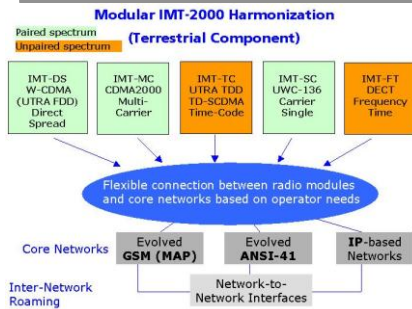 Modular IMT-2000 Harmonization
(Terrestrial Component)
Paired spectrum
Unpaired spectrum
IMT-DS
W-CDMA
(UTRA FDD)
Direct
Spread
IMT-MC
CDMA2000
Multi-
Carrier
IMT-TC
UTRA TDD
TD-SCDMA
Time-Code
IMT-SC
UWC-136
Carrier
Single
IMT-FT
DECT
Frequency
Time
Flexible connection between radio modules
and core networks based on operator needs
Core Networks
Evolved
GSM (MAP)
Evolved
ANSI-41
IP-based
Networks
Inter-Network
Roaming
Network-to-
Network Interfaces